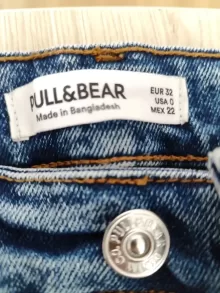 PULL&BEAR
Made in Bangladesh
EUR 32
USA 0
MEX 22